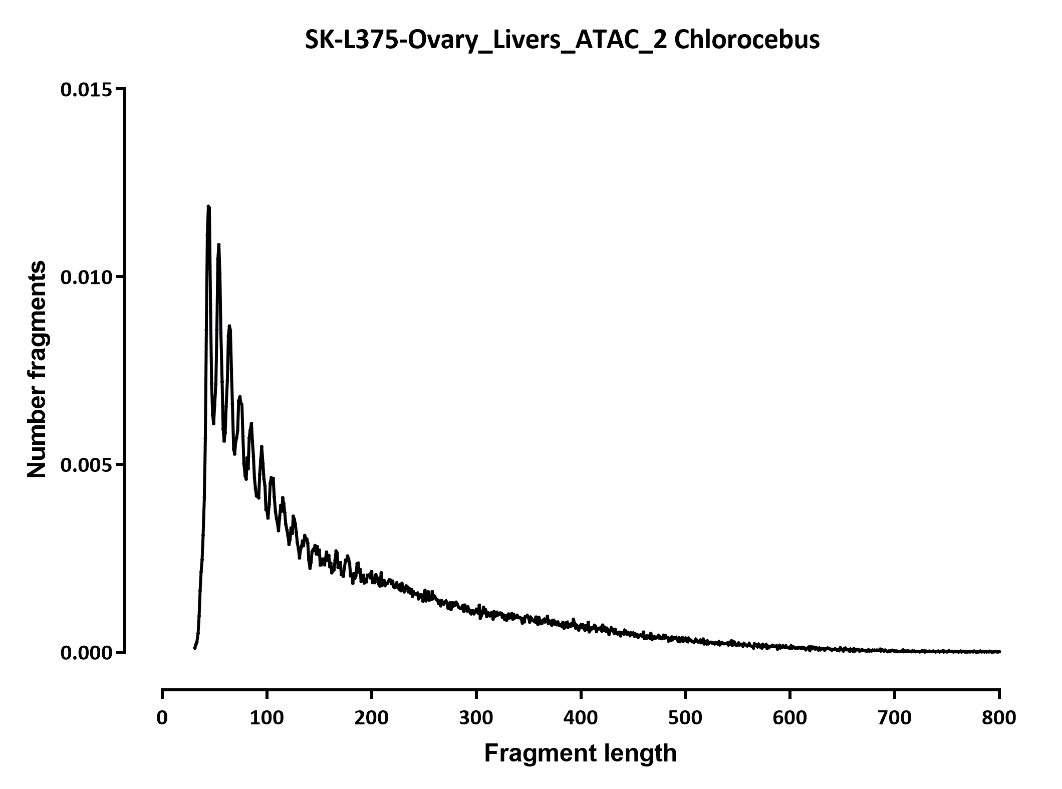 SK-L375-Ovary_Livers_ATAC_2 Chlorocebus
0.015
0.010
0.005
0.000
Number fragments
0 100 200 300 400 500 600 700 800
Fragment length